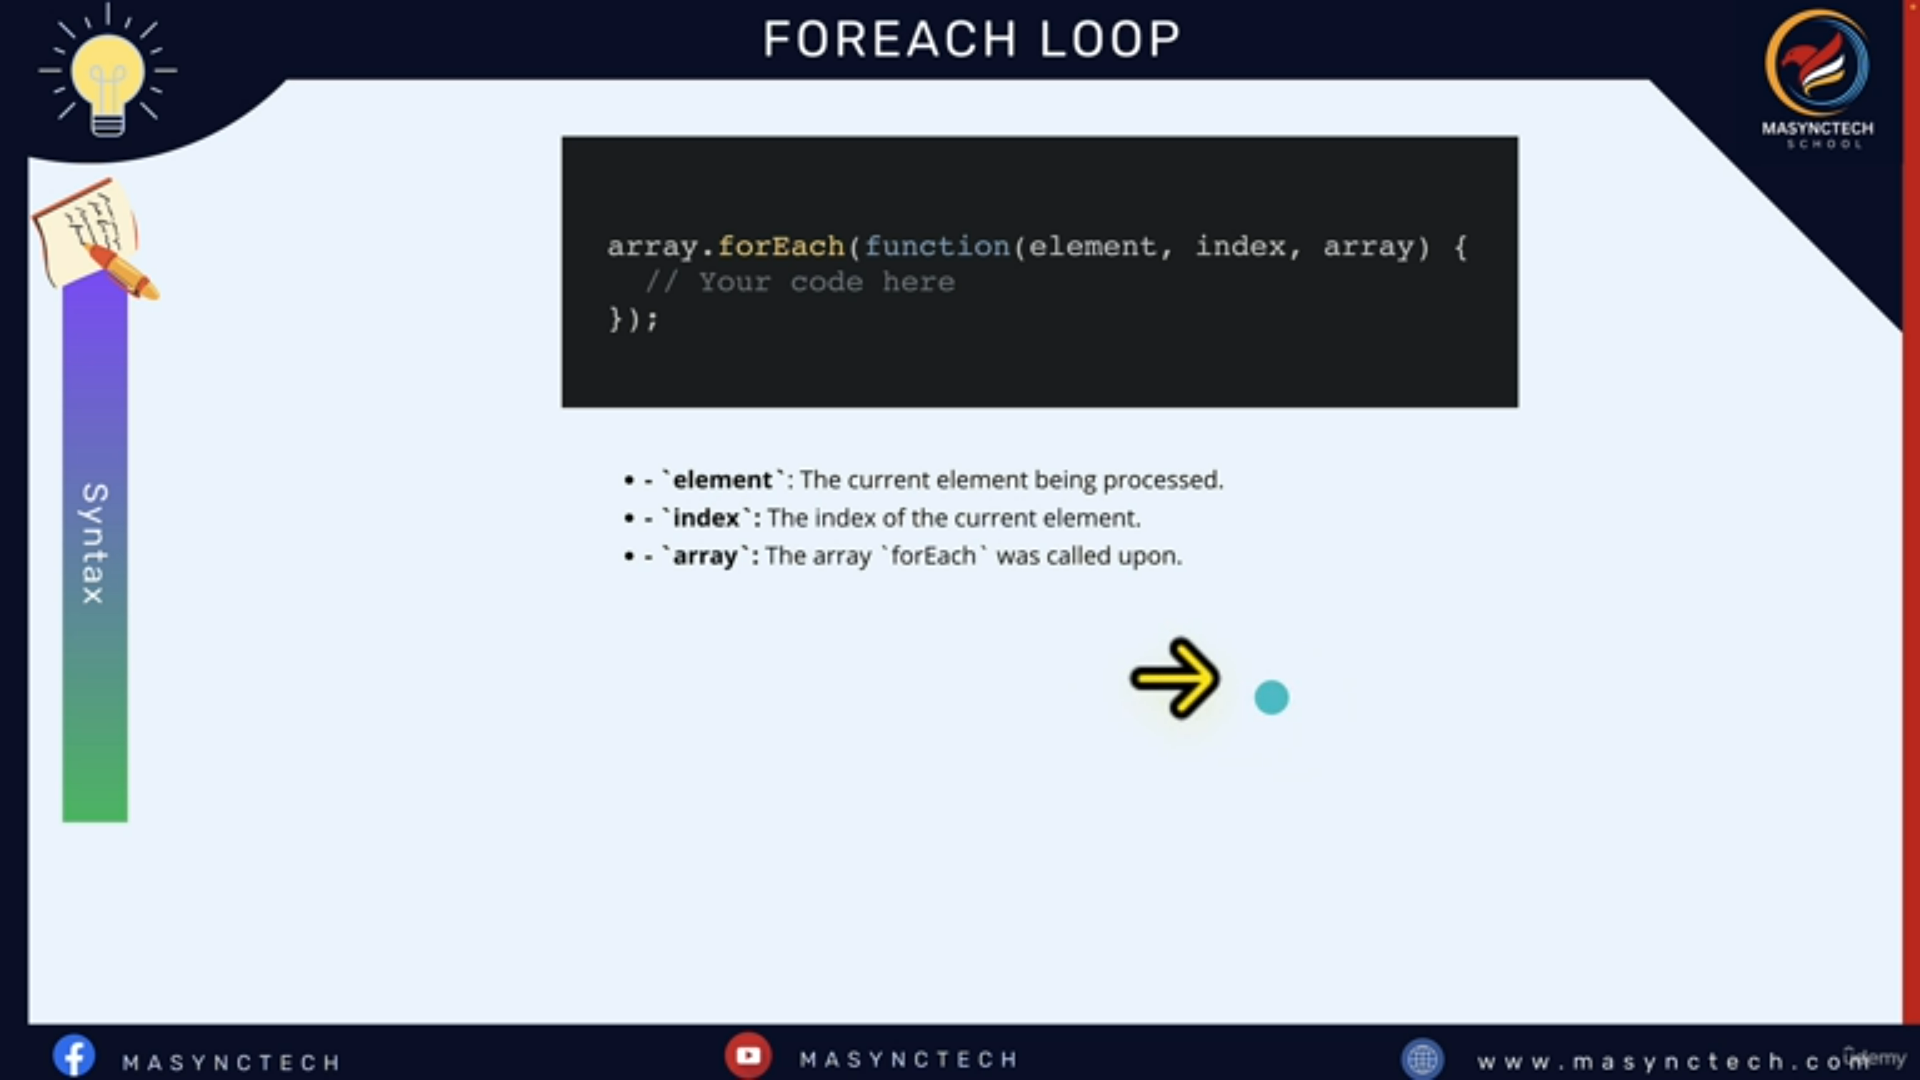 FOREACH LOOP
MASYNCTECH
SCHOOL
array.forEach(function(element, index, array) {
// Your code here
});
• - `element`: The current element being processed.
• - `index`: The index of the current element.
• - `array`: The array `forEach` was called upon.
Syntax
MASYNCTECH
MASYNCTECH
www.masynctech.com
ûdemy